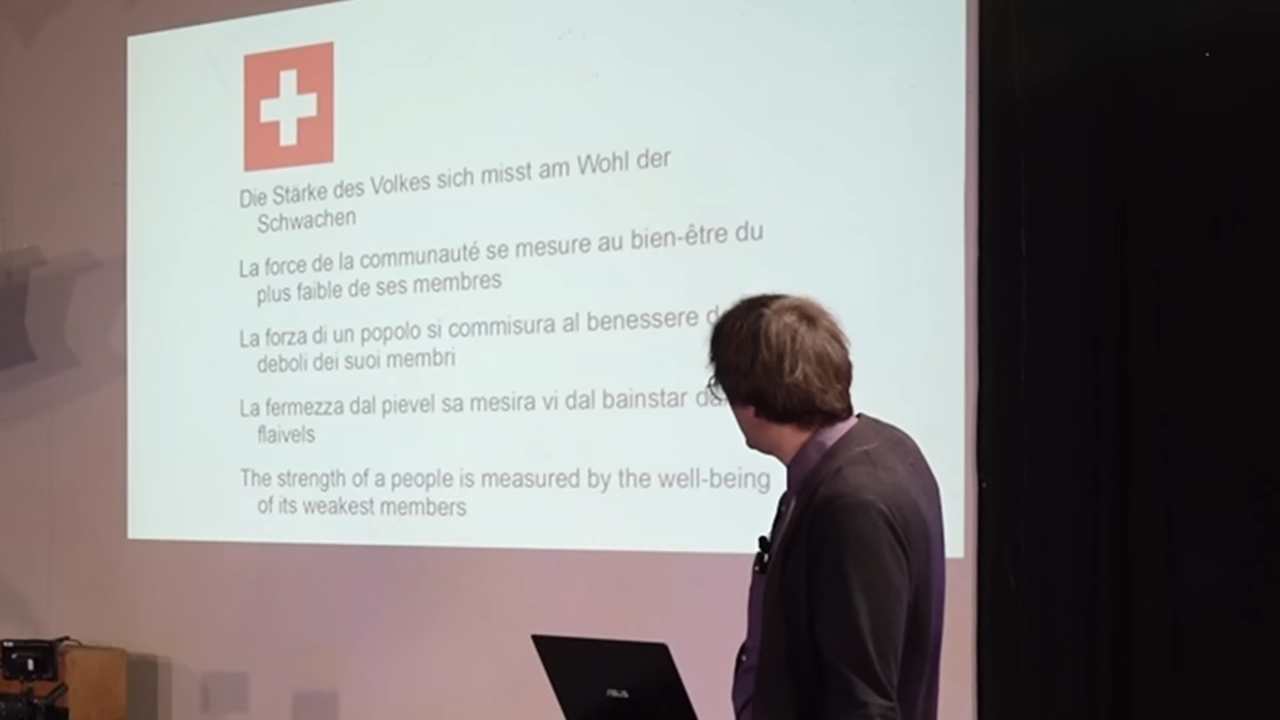 Die Stärke des Volkes sich misst am Wohl der
Schwachen
La force de la communauté se mesure au bien-être du
plus faible de ses membres
La forza di un popolo si commisura al benessere
deboli dei suoi membri
La fermezza dal pievel sa mesira vi dal bainstar
flaivels
The strength of a people is measured by the well-being
of its weakest members
ASUS